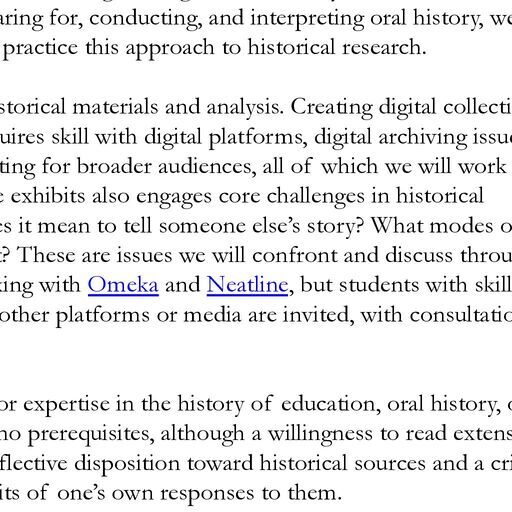 aring for, conducting, and interpreting oral history, we
practice this approach to historical research.
storical materials and analysis. Creating digital collecti
uires skill with digital platforms, digital archiving issu
ting for broader audiences, all of which we will work
e exhibits also engages core challenges in historical
es it mean to tell someone else’s story? What modes o
? These are issues we will confront and discuss throu
king with Omeka and Neatline, but students with skill
other platforms or media are invited, with consultatio
or expertise in the history of education, oral history, o
no prerequisites, although a willingness to read extens
flective disposition toward historical sources and a cri
its of one’s own responses to them.